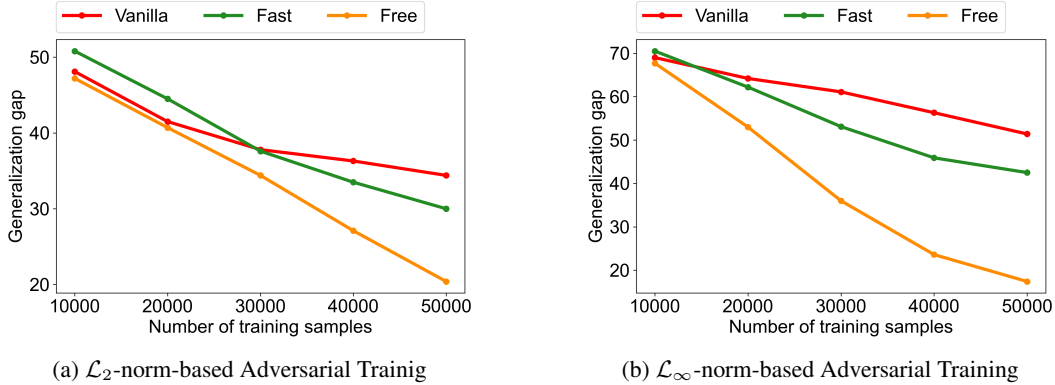 Vanilla Fast Free
Generalization gap
50
40
30
20
10000 20000 30000 40000 50000
Number of training samples
(a) ℒ₂-norm-based Adversarial Trainig
Vanilla Fast Free
Generalization gap
70
60
50
40
30
20
10000 20000 30000 40000 50000
Number of training samples
(b) ℒ∞-norm-based Adversarial Training